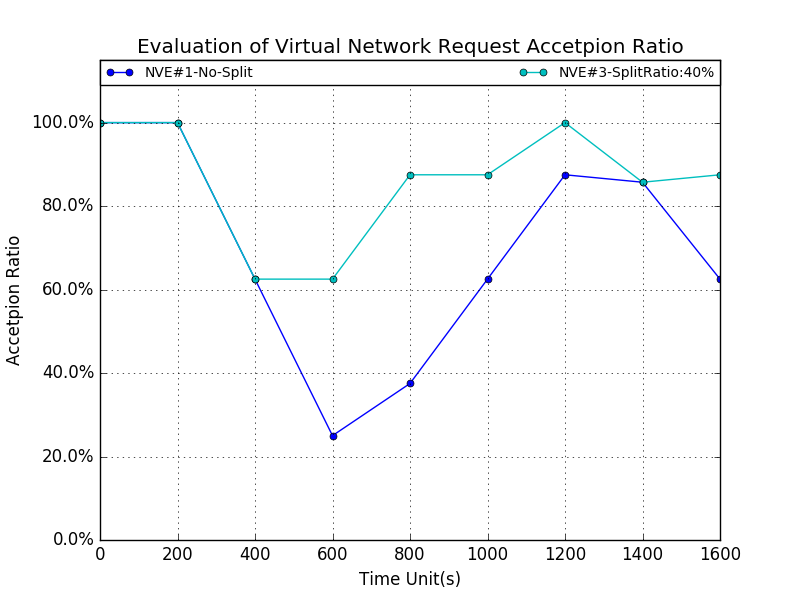 Evaluation of Virtual Network Request Accetpion Ratio
NVE#1-No-Split
NVE#3-SplitRatio:40%
Accetpion Ratio
100.0%
80.0%
60.0%
40.0%
20.0%
0.0%
0 200 400 600 800 1000 1200 1400 1600
Time Unit(s)